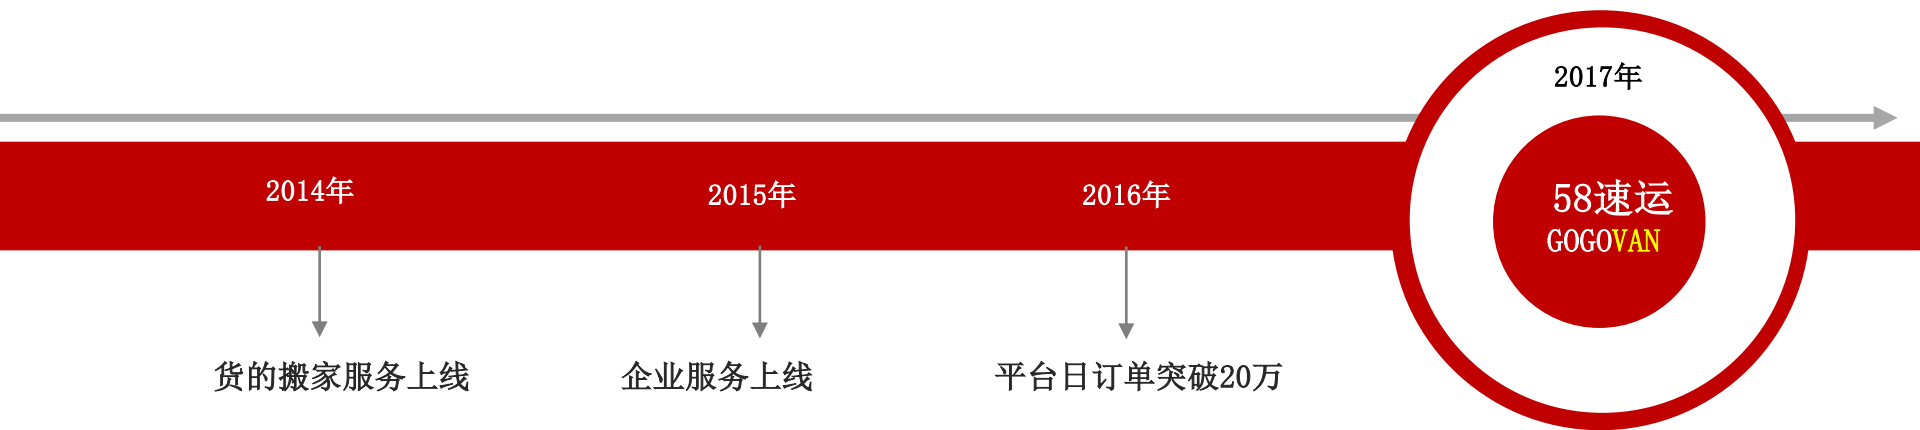 2017年
2014年
2015年
2016年
58速运
GOGOVAN
货的搬家服务上线
企业服务上线
平台日订单突破20万